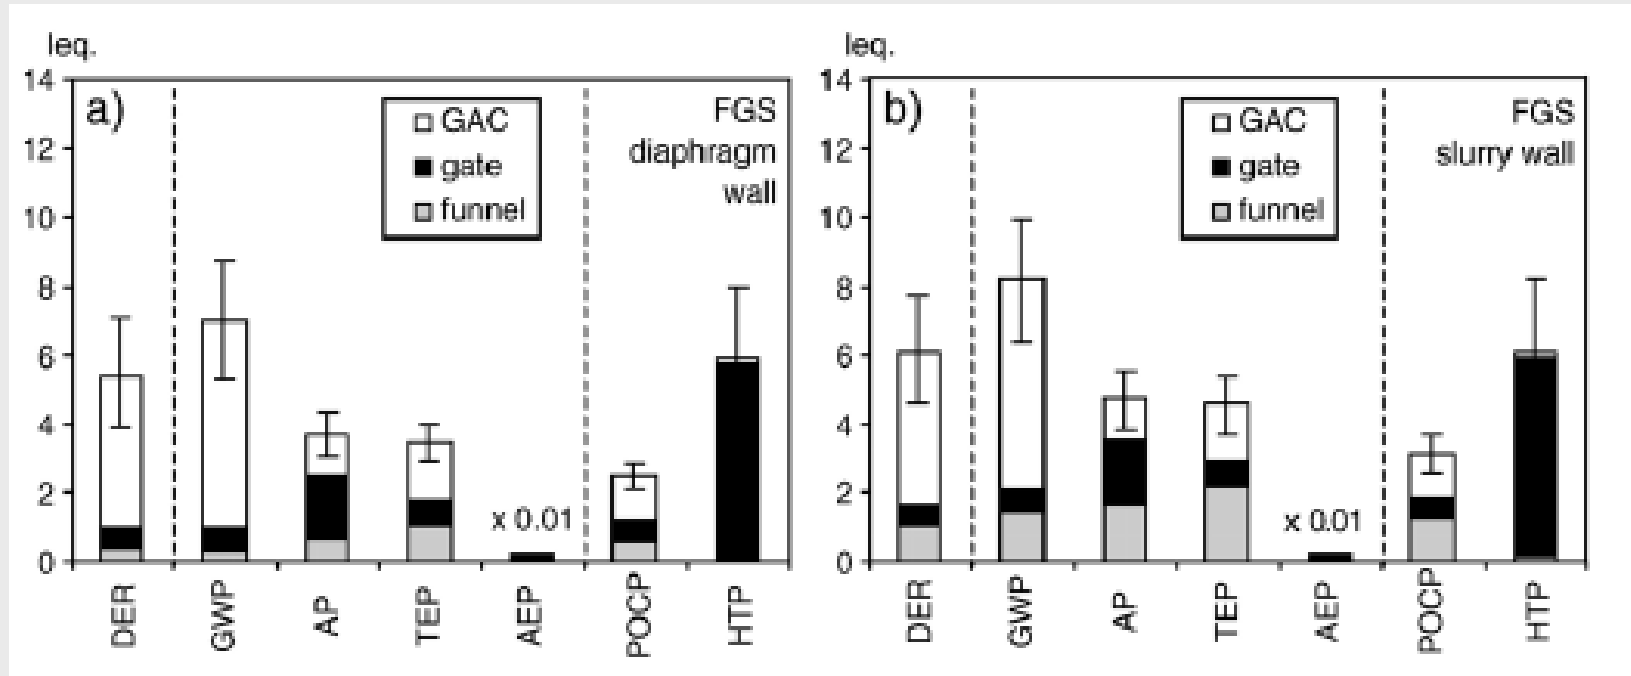 leq.
14
12
10
8
6
4
2
0
a)
GAC
gate
funnel
FGS
diaphragm
wall
x 0.01
DER
GWP
AP
TEP
AEP
POCP
HTP
leq.
14
12
10
8
6
4
2
0
b)
GAC
gate
funnel
FGS
slurry wall
x 0.01
DER
GWP
AP
TEP
AEP
POCP
HTP